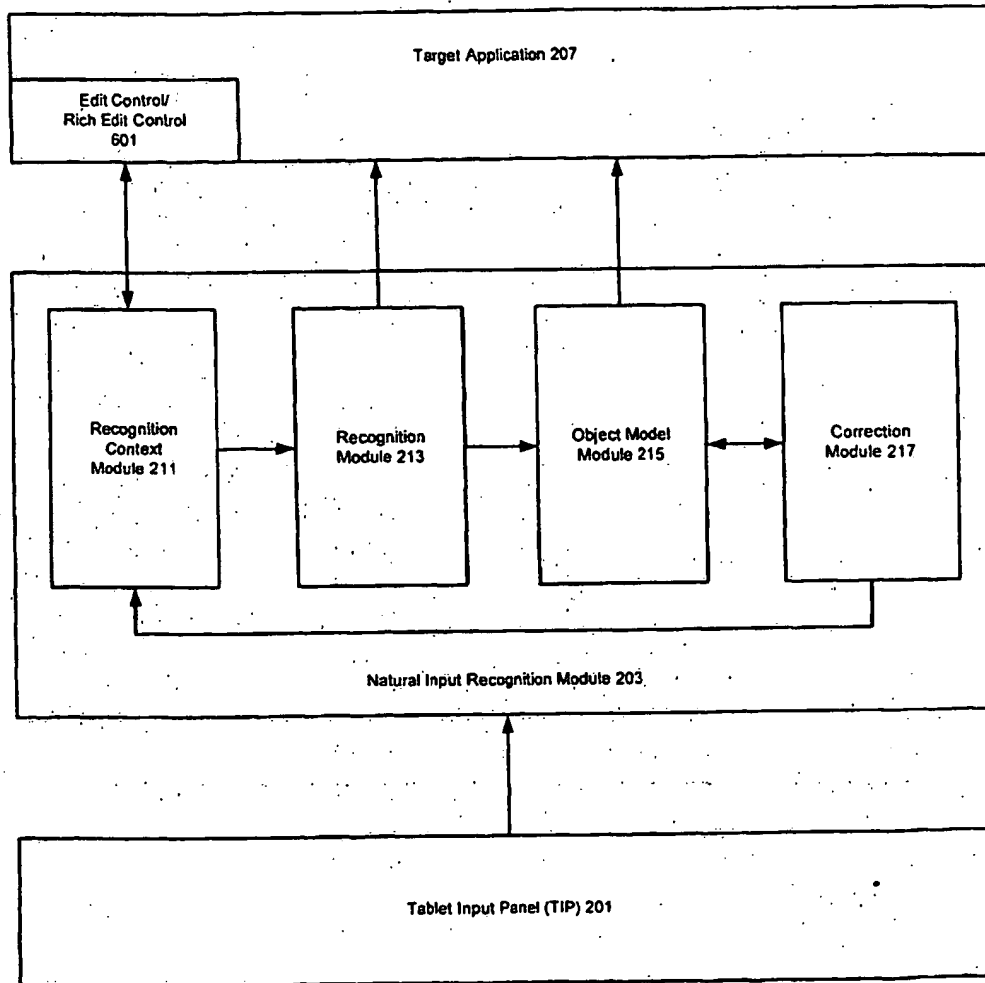 Target Application 207
Edit Control/
Rich Edit Control
601
Recognition
Context
Module 211
Recognition
Module 213
Object Model
Module 215
Correction
Module 217
Natural Input Recognition Module 203
Tablet Input Panel (TIP) 201